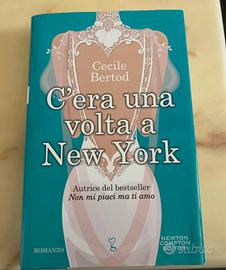 Cecile
Bertod
C'era una
volta a
New York
Autrice del bestseller
Non mi piaci ma ti amo
ROMANZO
NEWTON
COMPTON
EDITORI
subito